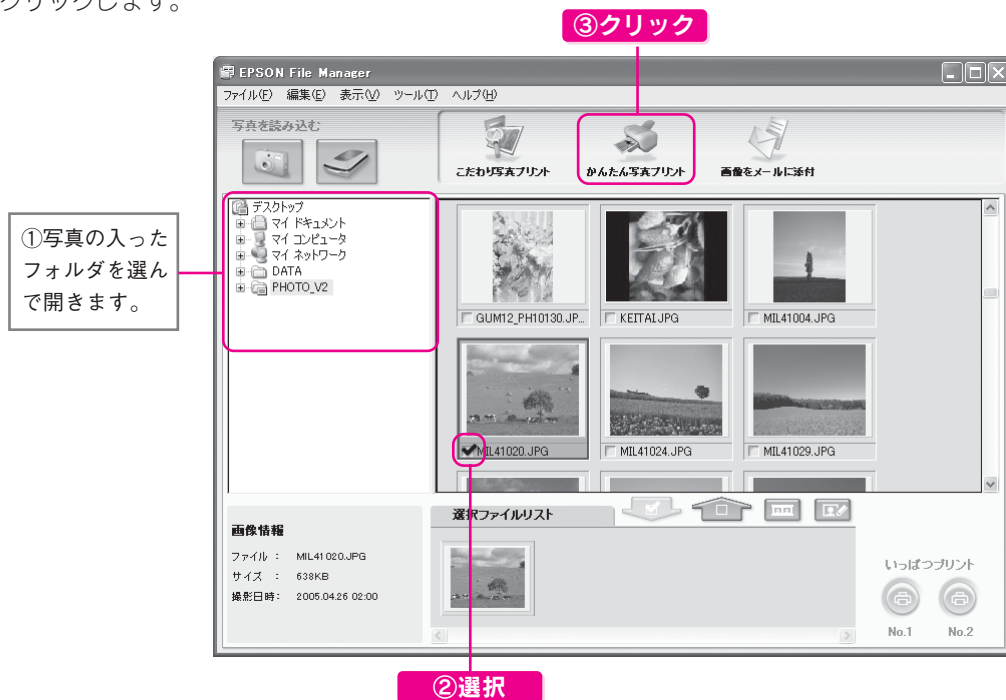 クリックします。
③クリック
EPSON File Manager
ファイル(F) 編集(E) 表示(V) ツール(T) ヘルプ(H)
写真を読み込む
こだわり写真プリント かんたん写真プリント 画像をメールに添付
①写真の入った
フォルダを選ん
で開きます。
デスクトップ
マイ ドキュメント
マイ コンピュータ
マイ ネットワーク
DATA
PHOTO_V2
GUM12_PH10130.JP... KEITAI.JPG MIL41004.JPG
MIL41020.JPG MIL41024.JPG MIL41029.JPG
選択ファイルリスト
画像情報
ファイル : MIL41020.JPG
サイズ : 638KB
撮影日時: 2005.04.26 02:00
いっぱつプリント
No.1 No.2
②選択